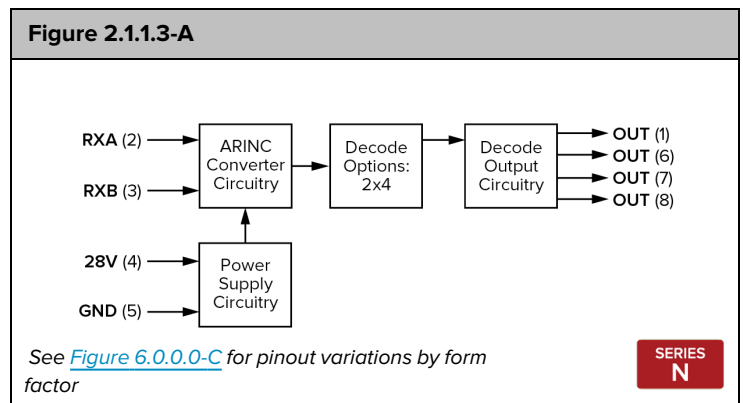 Figure 2.1.1.3-A
RXA (2)
RXB (3)
28V (4)
GND (5)
ARINC
Converter
Circuitry
Power
Supply
Circuitry
Decode
Options:
2x4
Decode
Output
Circuitry
OUT (1)
OUT (6)
OUT (7)
OUT (8)
See Figure 6.0.0.0-C for pinout variations by form
factor
SERIES
N